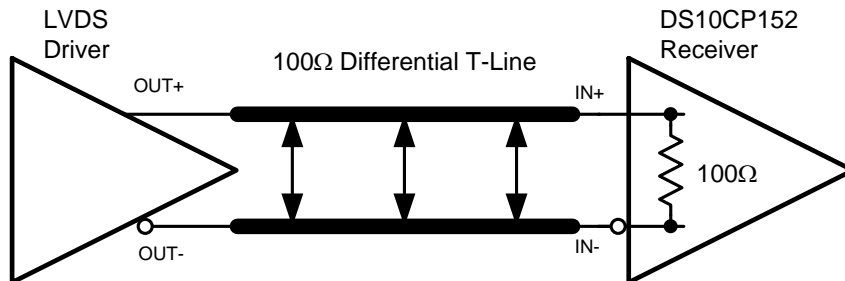 LVDS
Driver
DS10CP152
Receiver
100Ω Differential T-Line
OUT+
IN+
100Ω
OUT-
IN-